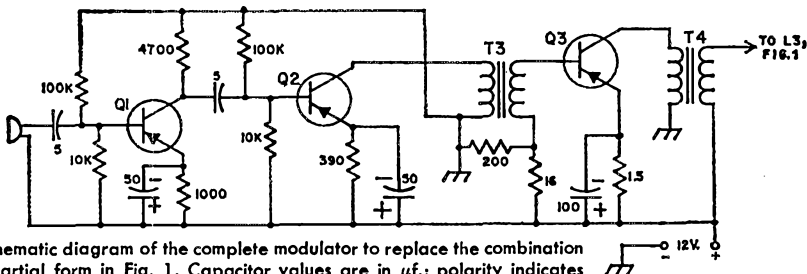 4700
100K
100K
5
Q1
Q2
T3
Q3
T4
TO L3,
FIG.1
5
10K
10K
50
-
+
1000
390
-
50
+
200
16
100
-
+
1.5
- 12V. +
hematic diagram of the complete modulator to replace the combination
artial form in Fig. 1. Capacitor values are in µf.; polarity indicates